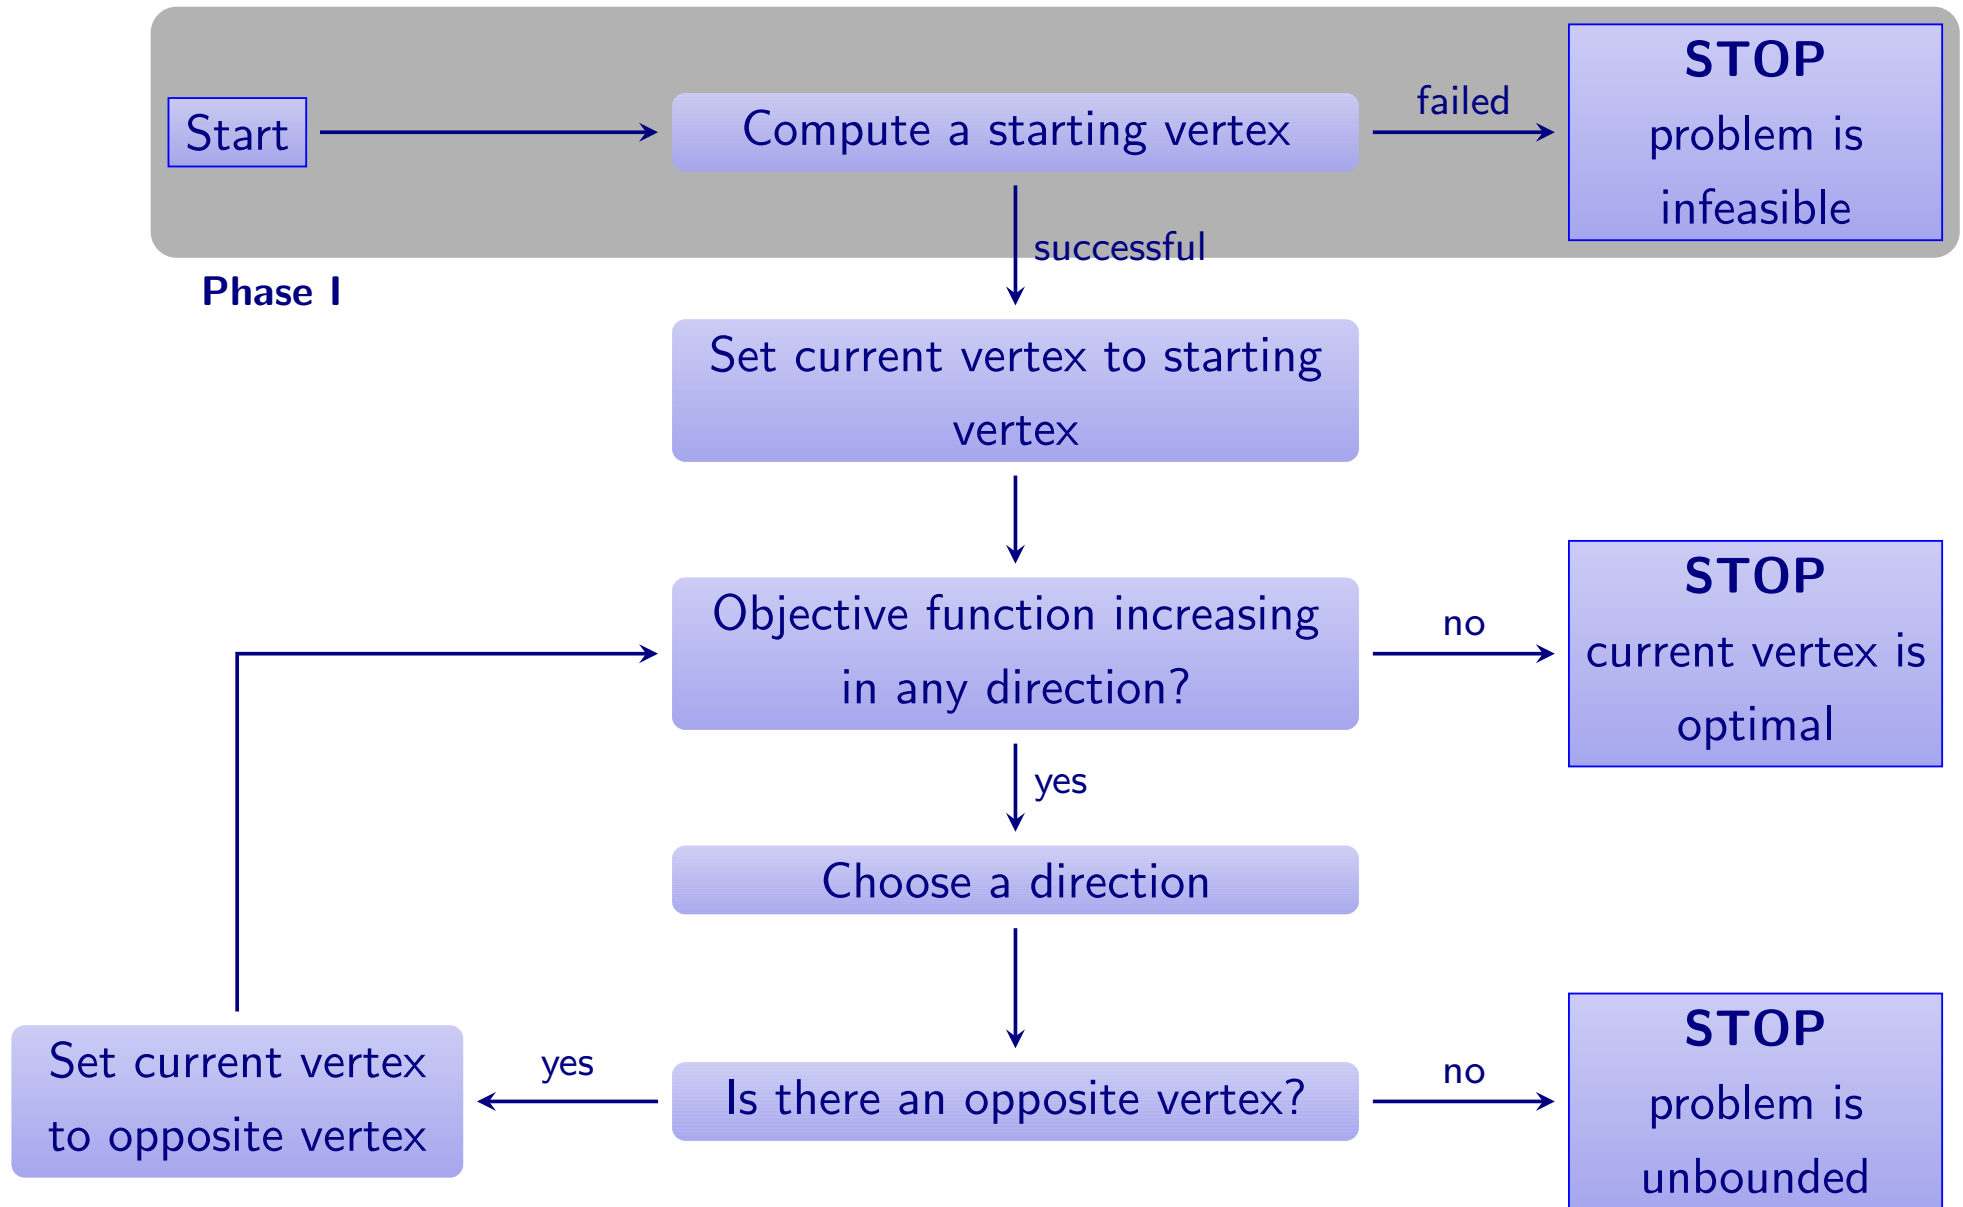 Start
Compute a starting vertex
failed
STOP
problem is
infeasible
successful
Phase I
Set current vertex to starting
vertex
Objective function increasing
in any direction?
no
STOP
current vertex is
optimal
yes
Choose a direction
Set current vertex
to opposite vertex
yes
Is there an opposite vertex?
no
STOP
problem is
unbounded